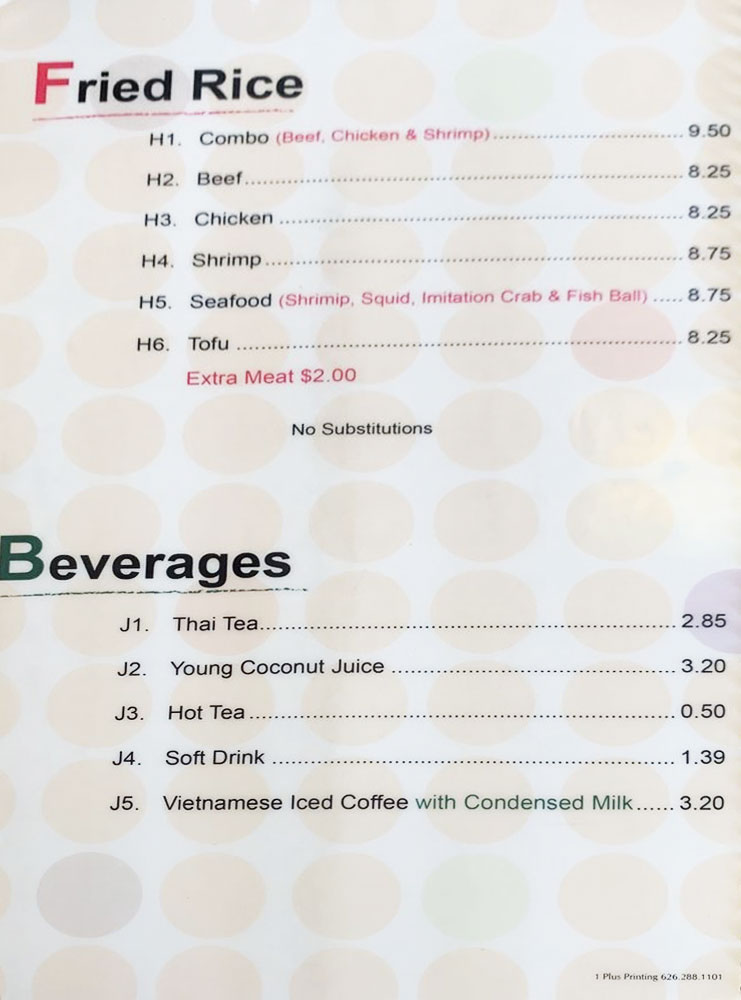 Fried Rice
H1. Combo (Beef, Chicken & Shrimp).......................................... 9.50
H2. Beef.......................................................................................... 8.25
H3. Chicken .................................................................................... 8.25
H4. Shrimp...................................................................................... 8.75
H5. Seafood (Shrimip, Squid, Imitation Crab & Fish Ball) ..... 8.75
H6. Tofu .......................................................................................... 8.25
Extra Meat $2.00
No Substitutions
Beverages
J1. Thai Tea..................................................................................... 2.85
J2. Young Coconut Juice ............................................................ 3.20
J3. Hot Tea ...................................................................................... 0.50
J4. Soft Drink .................................................................................. 1.39
J5. Vietnamese Iced Coffee with Condensed Milk...... 3.20
1 Plus Printing 626.288.1101